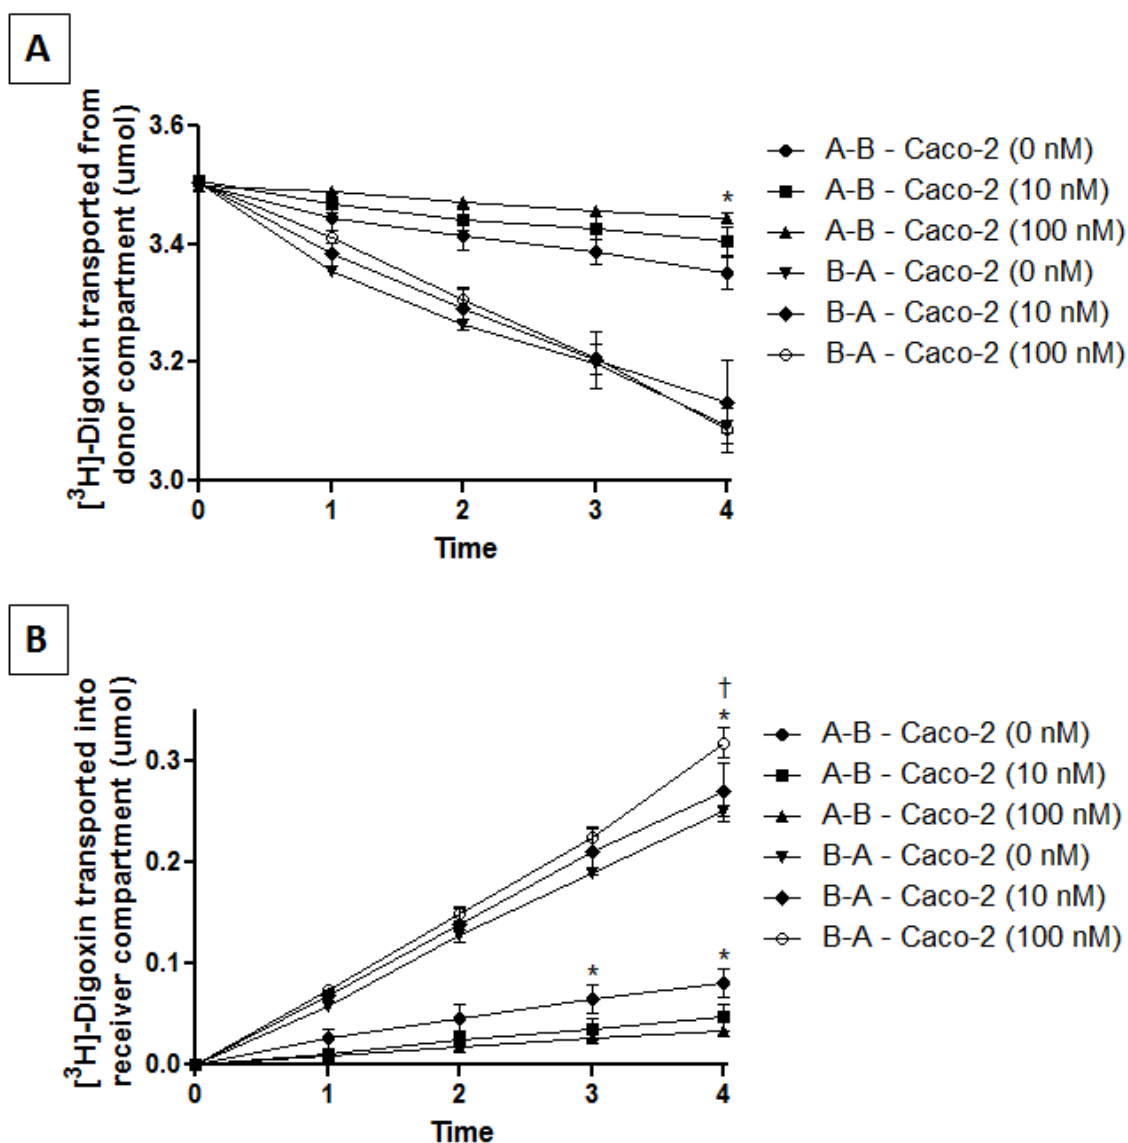 A
[³H]-Digoxin transported from
donor compartment (umol)
3.6
3.4
3.2
3.0
0
1
2
3
4
Time
*
A-B - Caco-2 (0 nM)
A-B - Caco-2 (10 nM)
A-B - Caco-2 (100 nM)
B-A - Caco-2 (0 nM)
B-A - Caco-2 (10 nM)
B-A - Caco-2 (100 nM)
B
[³H]-Digoxin transported into
receiver compartment (umol)
0.3
0.2
0.1
0.0
0
1
2
3
4
Time
†
*
*
*
A-B - Caco-2 (0 nM)
A-B - Caco-2 (10 nM)
A-B - Caco-2 (100 nM)
B-A - Caco-2 (0 nM)
B-A - Caco-2 (10 nM)
B-A - Caco-2 (100 nM)